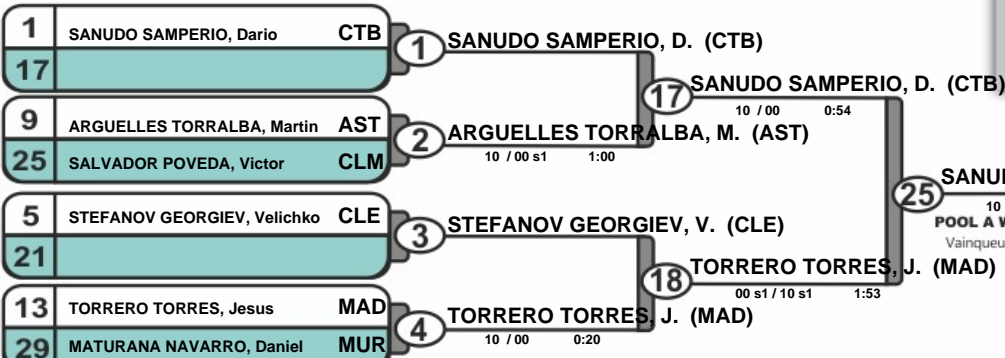 1 SANUDO SAMPERIO, Dario CTB
17
1 SANUDO SAMPERIO, D. (CTB)
17 SANUDO SAMPERIO, D. (CTB)
10 / 00 0:54
9 ARGUELLES TORRALBA, Martin AST
25 SALVADOR POVEDA, Victor CLM
2 ARGUELLES TORRALBA, M. (AST)
10 / 00 s1 1:00
25
10
POOL A
5 STEFANOV GEORGIEV, Velichko CLE
21
3 STEFANOV GEORGIEV, V. (CLE)
18 TORRERO TORRES, J. (MAD)
00 s1 / 10 s1 1:53
13 TORRERO TORRES, Jesus MAD
29 MATURANA NAVARRO, Daniel MUR
4 TORRERO TORRES, J. (MAD)
10 / 00 0:20